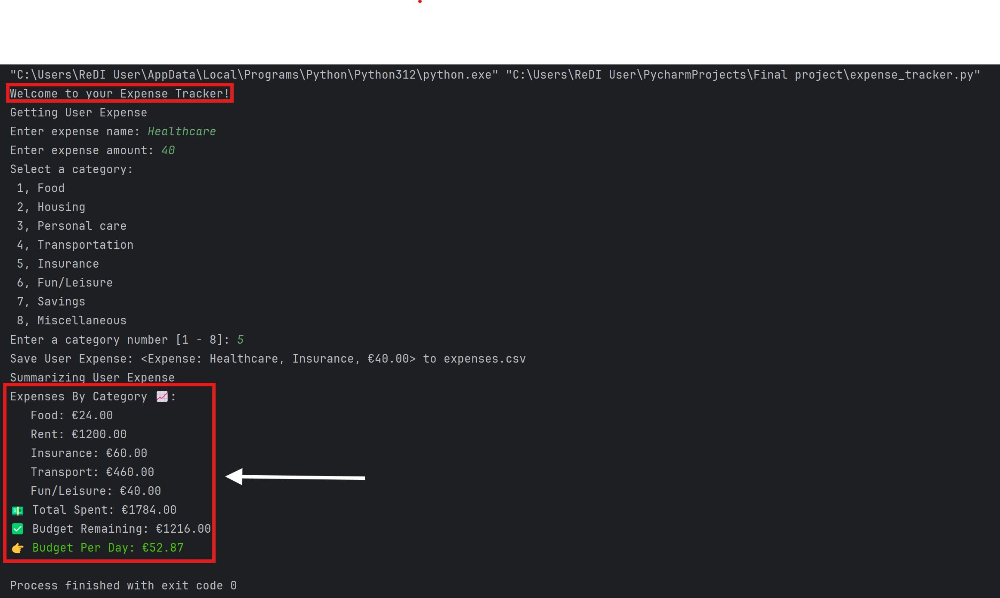 "C:\Users\ReDI User\AppData\Local\Programs\Python\Python312\python.exe" "C:\Users\ReDI User\PycharmProjects\Final project\expense_tracker.py"
Welcome to your Expense Tracker!
Getting User Expense
Enter expense name: Healthcare
Enter expense amount: 40
Select a category:
1, Food
2, Housing
3, Personal care
4, Transportation
5, Insurance
6, Fun/Leisure
7, Savings
8, Miscellaneous
Enter a category number [1 - 8]: 5
Save User Expense: <Expense: Healthcare, Insurance, €40.00> to expenses.csv
Summarizing User Expense
Expenses By Category 📈:
Food: €24.00
Rent: €1200.00
Insurance: €60.00
Transport: €460.00
Fun/Leisure: €40.00
💵 Total Spent: €1784.00
✅ Budget Remaining: €1216.00
👉 Budget Per Day: €52.87
Process finished with exit code 0